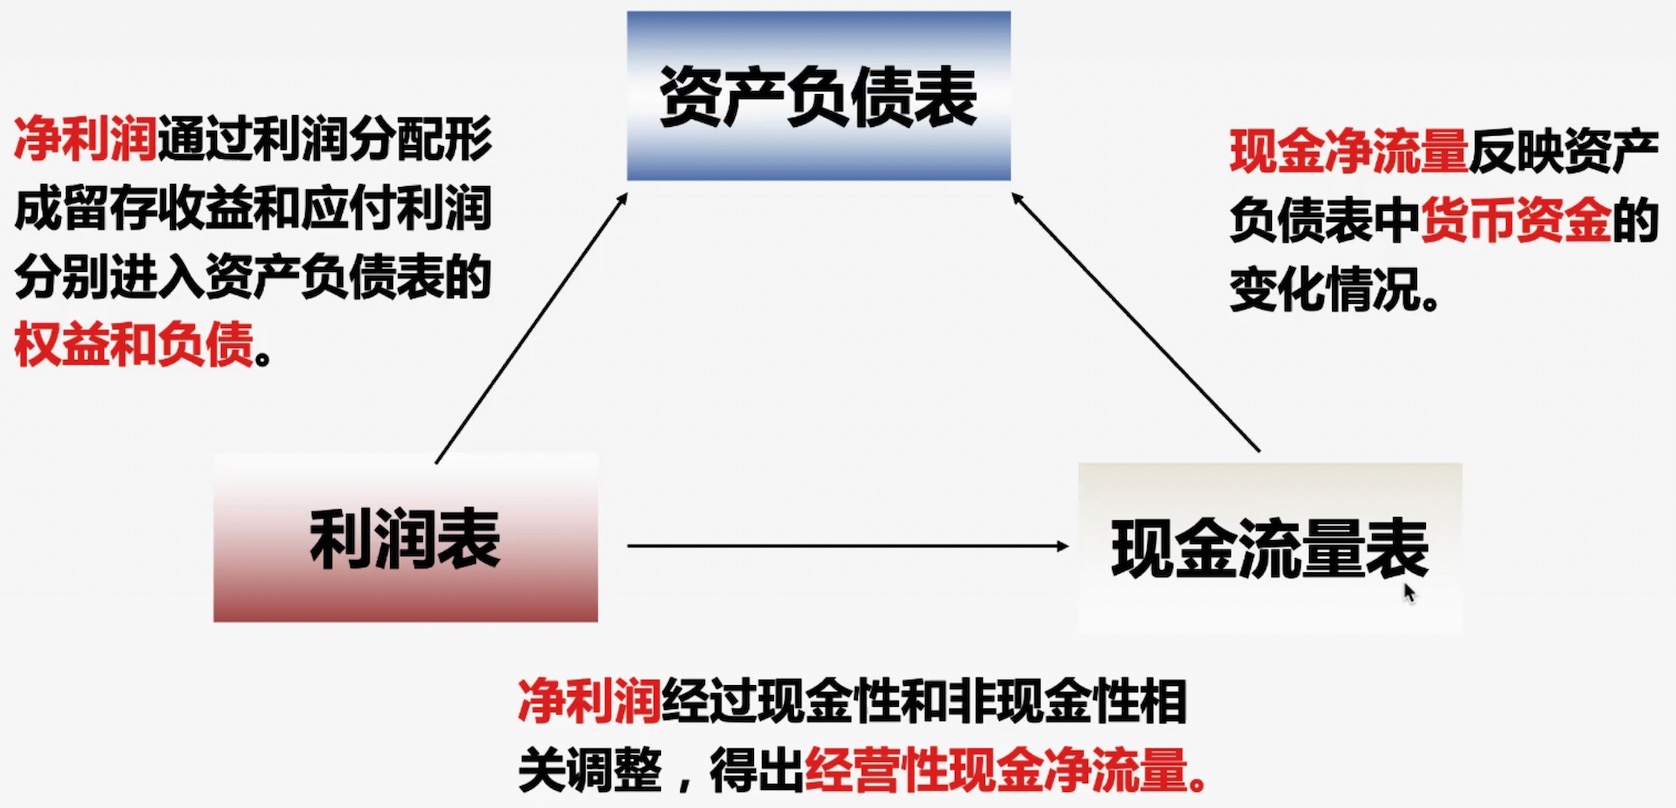 资产负债表
净利润通过利润分配形
成留存收益和应付利润
分别进入资产负债表的
权益和负债。
现金净流量反映资产
负债表中货币资金的
变化情况。
利润表
现金流量表
净利润经过现金性和非现金性相
关调整，得出经营性现金净流量。